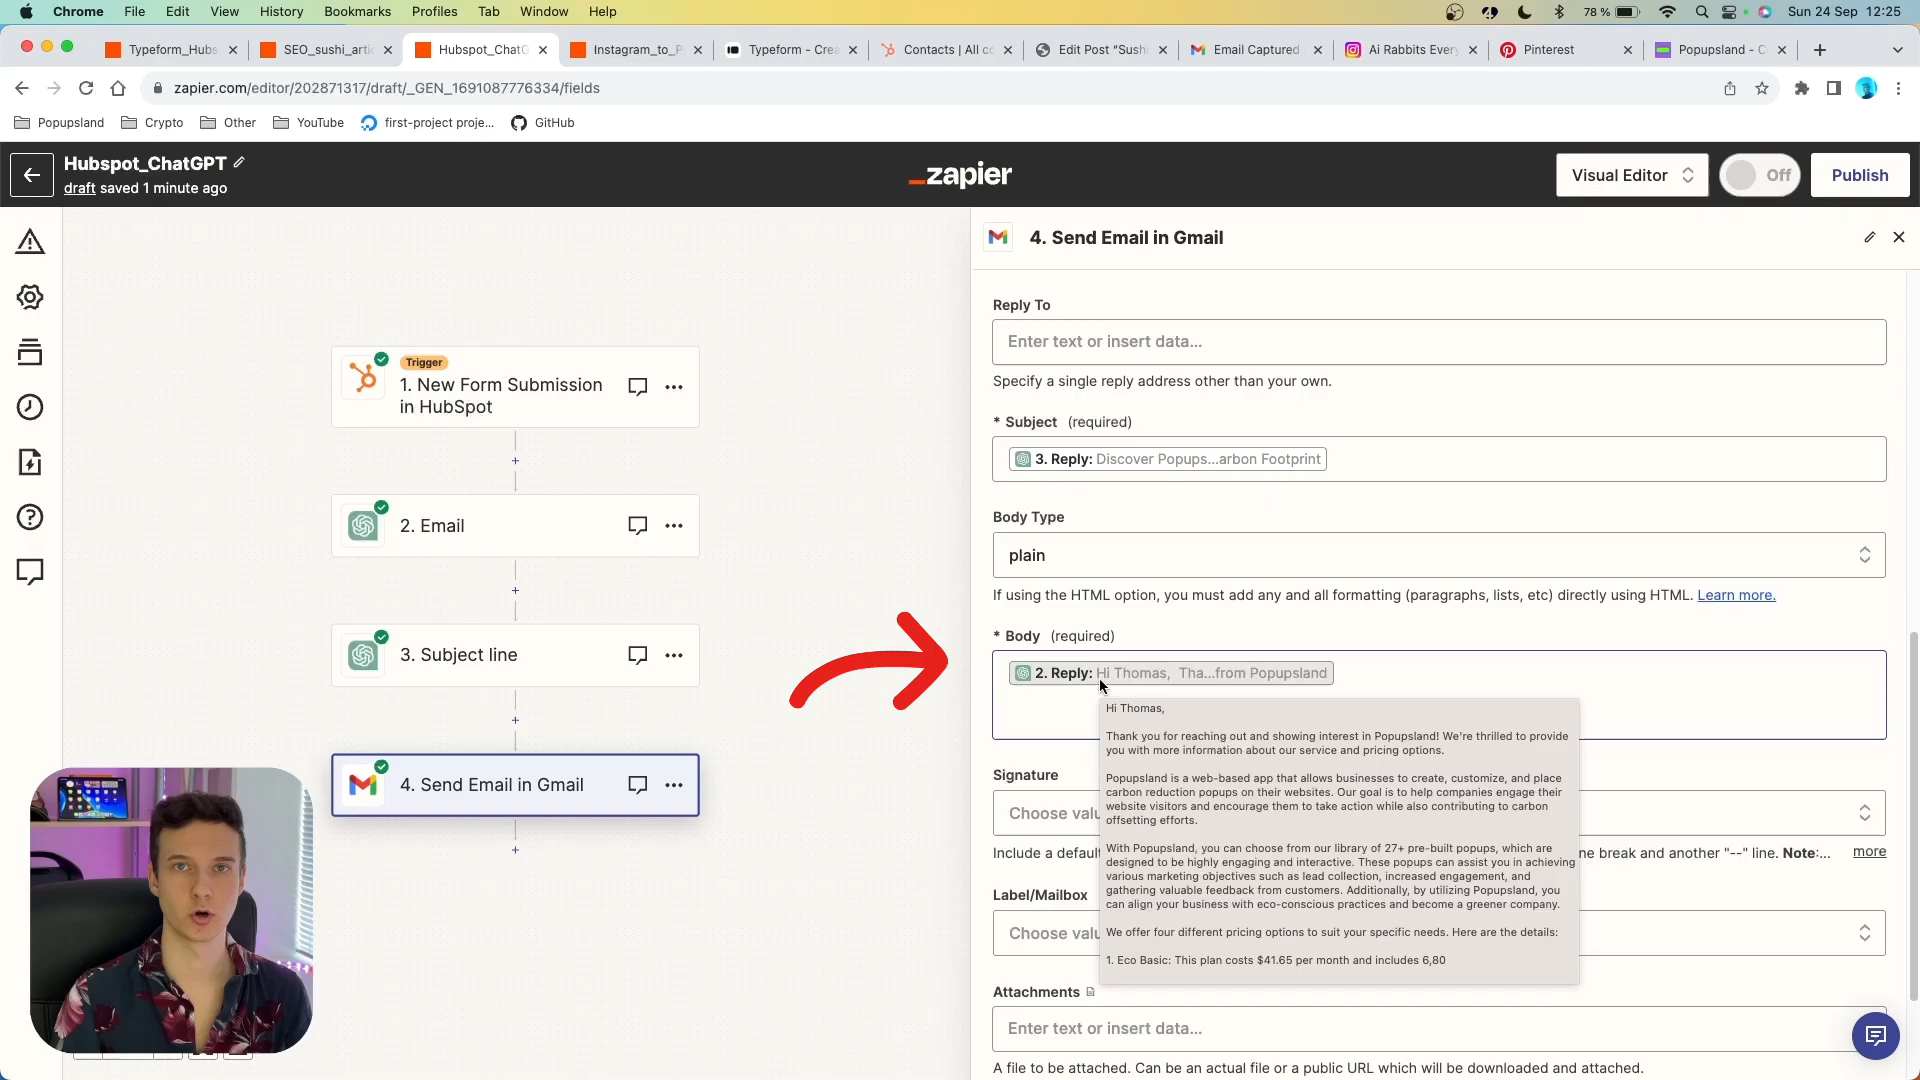 Chrome File Edit View History Bookmarks Profiles Tab Window Help
78 % Sun 24 Sep 12:25
Typeform_Hubs
SEO_sushi_arti
Hubspot_ChatG
Instagram_to_P
Typeform - Crea
Contacts | All co
Edit Post "Sushi
Email Captured
Ai Rabbits Every
Pinterest
Popupsland - C
zapier.com/editor/202871317/draft/_GEN_1691087776334/fields
Popupsland Crypto Other YouTube first-project proje... GitHub
Hubspot_ChatGPT
draft saved 1 minute ago
_zapier
Visual Editor
Off
Publish
Trigger
1. New Form Submission
in HubSpot
2. Email
3. Subject line
4. Send Email in Gmail
4. Send Email in Gmail
Reply To
Enter text or insert data...
Specify a single reply address other than your own.
* Subject (required)
3. Reply: Discover Popups...arbon Footprint
Body Type
plain
If using the HTML option, you must add any and all formatting (paragraphs, lists, etc) directly using HTML. Learn more.
* Body (required)
2. Reply: Hi Thomas, Tha...from Popupsland
Hi Thomas,
Thank you for reaching out and showing interest in Popupsland! We're thrilled to provide
you with more information about our service and pricing options.
Popupsland is a web-based app that allows businesses to create, customize, and place
carbon reduction popups on their websites. Our goal is to help companies engage their
website visitors and encourage them to take action while also contributing to carbon
offsetting efforts.
With Popupsland, you can choose from our library of 27+ pre-built popups, which are
designed to be highly engaging and interactive. These popups can assist you in achieving
various marketing objectives such as lead collection, increased engagement, and
gathering valuable feedback from customers. Additionally, by utilizing Popupsland, you
can align your business with eco-conscious practices and become a greener company.
We offer four different pricing options to suit your specific needs. Here are the details:
1. Eco Basic: This plan costs $41.65 per month and includes 6,80
Signature
Choose valu
Include a default
ne break and another "--" line. Note:... more
Label/Mailbox
Choose valu
Attachments
Enter text or insert data...
A file to be attached. Can be an actual file or a public URL which will be downloaded and attached.